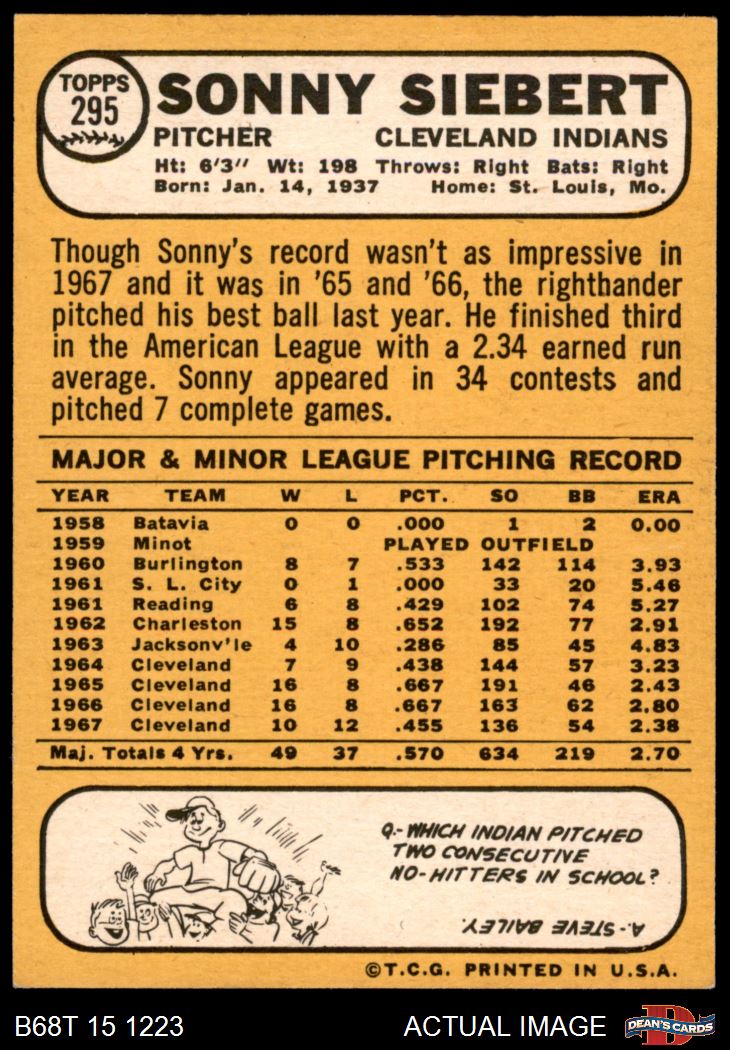 TOPPS
295
SONNY SIEBERT
PITCHER CLEVELAND INDIANS
Ht: 6'3" Wt: 198 Throws: Right Bats: Right
Born: Jan. 14, 1937 Home: St. Louis, Mo.
Though Sonny's record wasn't as impressive in
1967 and it was in '65 and '66, the righthander
pitched his best ball last year. He finished third
in the American League with a 2.34 earned run
average. Sonny appeared in 34 contests and
pitched 7 complete games.
MAJOR & MINOR LEAGUE PITCHING RECORD
YEAR TEAM W L PCT. SO BB ERA
1958 Batavia 0 0 .000 1 2 0.00
1959 Minot PLAYED OUTFIELD
1960 Burlington 8 7 .533 142 114 3.93
1961 S. L. City 0 1 .000 33 20 5.46
1961 Reading 6 8 .429 102 74 5.27
1962 Charleston 15 8 .652 192 77 2.91
1963 Jacksonv'le 4 10 .286 85 45 4.83
1964 Cleveland 7 9 .438 144 57 3.23
1965 Cleveland 16 8 .667 191 46 2.43
1966 Cleveland 16 8 .667 163 62 2.80
1967 Cleveland 10 12 .455 136 54 2.38
Maj. Totals 4 Yrs. 49 37 .570 634 219 2.70
Q.- WHICH INDIAN PITCHED
TWO CONSECUTIVE
NO-HITTERS IN SCHOOL?
A.- STEVE BAILEY.
©T.C.G. PRINTED IN U.S.A.
B68T 15 1223 ACTUAL IMAGE
D
DEAN'S CARDS